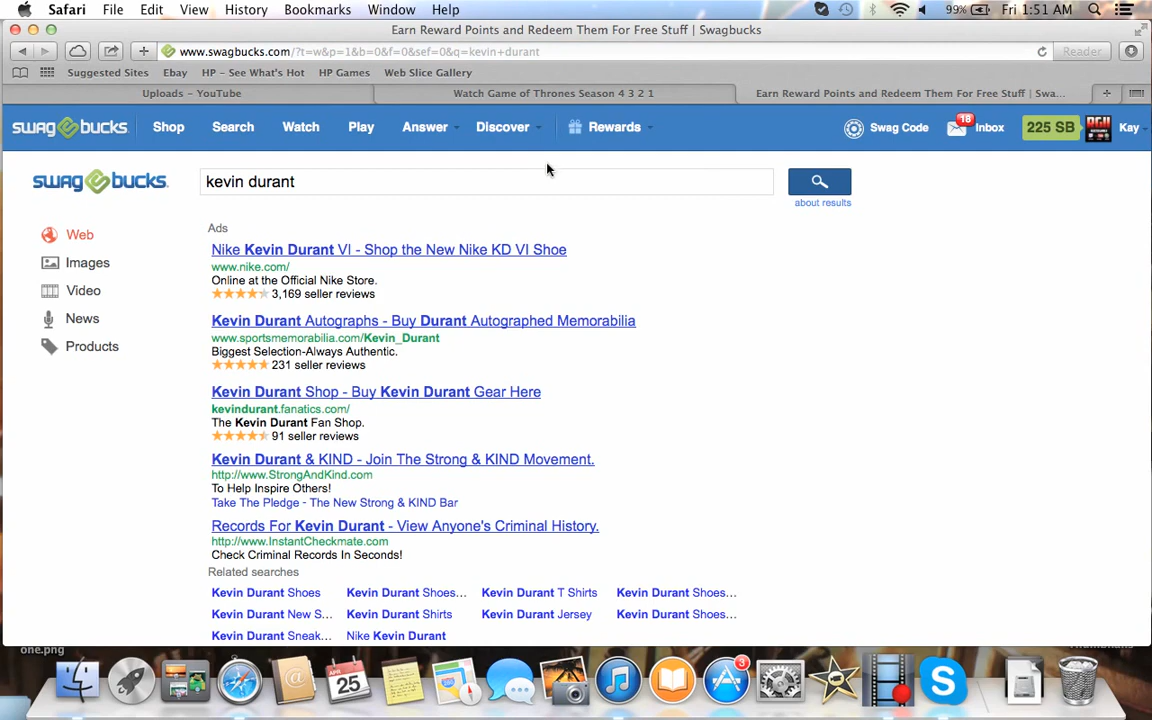 Safari File Edit View History Bookmarks Window Help 99% Fri 1:51 AM
Earn Reward Points and Redeem Them For Free Stuff | Swagbucks
www.swagbucks.com/?t=w&p=1&b=0&f=0&sef=0&q=kevin+durant Reader
Suggested Sites Ebay HP – See What's Hot HP Games Web Slice Gallery
Uploads – YouTube Watch Game of Thrones Season 4 3 2 1 Earn Reward Points and Redeem Them For Free Stuff | Swa...
swagbucks Shop Search Watch Play Answer Discover Rewards Swag Code 18 Inbox 225 SB Kay
swagbucks kevin durant
about results
Web
Images
Video
News
Products
Ads
Nike Kevin Durant VI - Shop the New Nike KD VI Shoe
www.nike.com/
Online at the Official Nike Store.
3,169 seller reviews
Kevin Durant Autographs - Buy Durant Autographed Memorabilia
www.sportsmemorabilia.com/Kevin_Durant
Biggest Selection-Always Authentic.
231 seller reviews
Kevin Durant Shop - Buy Kevin Durant Gear Here
kevindurant.fanatics.com/
The Kevin Durant Fan Shop.
91 seller reviews
Kevin Durant & KIND - Join The Strong & KIND Movement.
http://www.StrongAndKind.com
To Help Inspire Others!
Take The Pledge - The New Strong & KIND Bar
Records For Kevin Durant - View Anyone's Criminal History.
http://www.InstantCheckmate.com
Check Criminal Records In Seconds!
Related searches
Kevin Durant Shoes Kevin Durant Shoes... Kevin Durant T Shirts Kevin Durant Shoes...
Kevin Durant New S... Kevin Durant Shirts Kevin Durant Jersey Kevin Durant Shoes...
Kevin Durant Sneak... Nike Kevin Durant
one.png
APR
25
3